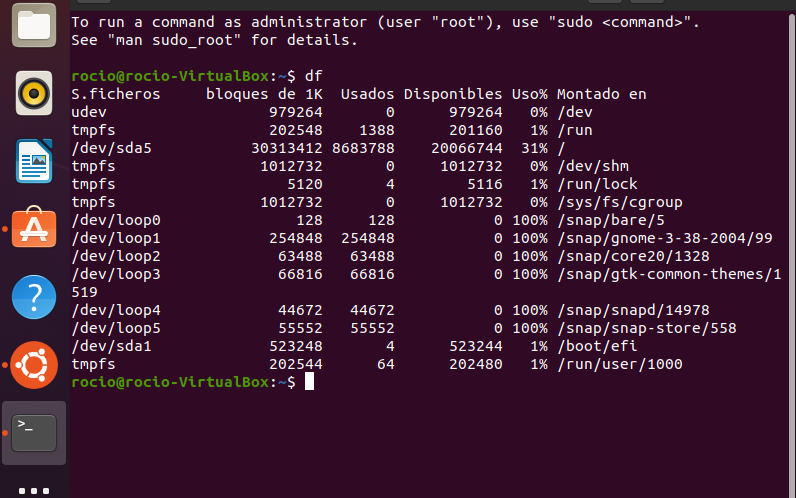 To run a command as administrator (user "root"), use "sudo <command>".
See "man sudo_root" for details.
rocio@rocio-VirtualBox:~$ df
S.ficheros     bloques de 1K  Usados Disponibles Uso% Montado en
udev                  979264       0      979264   0% /dev
tmpfs                 202548    1388      201160   1% /run
/dev/sda5           30313412 8683788    20066744  31% /
tmpfs                1012732       0     1012732   0% /dev/shm
tmpfs                   5120       4        5116   1% /run/lock
tmpfs                1012732       0     1012732   0% /sys/fs/cgroup
/dev/loop0               128     128           0 100% /snap/bare/5
/dev/loop1            254848  254848           0 100% /snap/gnome-3-38-2004/99
/dev/loop2             63488   63488           0 100% /snap/core20/1328
/dev/loop3             66816   66816           0 100% /snap/gtk-common-themes/1
519
/dev/loop4             44672   44672           0 100% /snap/snapd/14978
/dev/loop5             55552   55552           0 100% /snap/snap-store/558
/dev/sda1             523248       4      523244   1% /boot/efi
tmpfs                 202544      64      202480   1% /run/user/1000
rocio@rocio-VirtualBox:~$